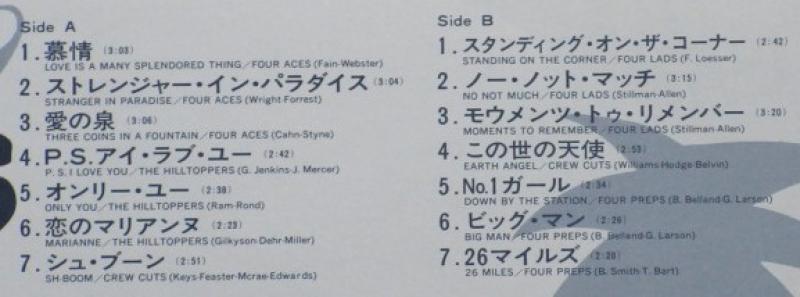 Side A
1. 慕情 (3:03)
LOVE IS A MANY SPLENDORED THING/FOUR ACES (Fain-Webster)
2. ストレンジャー・イン・パラダイス (3:04)
STRANGER IN PARADISE/FOUR ACES (Wright-Forrest)
3. 愛の泉 (3:06)
THREE COINS IN A FOUNTAIN/FOUR ACES (Cahn-Styne)
4. P.S.アイ・ラブ・ユー (2:42)
P.S. I LOVE YOU/THE HILLTOPPERS (G. Jenkins-J. Mercer)
5. オンリー・ユー (2:38)
ONLY YOU/THE HILLTOPPERS (Ram-Rond)
6. 恋のマリアンヌ (2:23)
MARIANNE/THE HILLTOPPERS (Gilkyson-Dehr-Miller)
7. シュ・ブーン (2:51)
SH-BOOM/CREW CUTS (Keys-Feaster-Mcrae-Edwards)
Side B
1. スタンディング・オン・ザ・コーナー (2:42)
STANDING ON THE CORNER/FOUR LADS (F. Loesser)
2. ノー・ノット・マッチ (3:15)
NO NOT MUCH/FOUR LADS (Stillman-Allen)
3. モウメンツ・トゥ・リメンバー (3:20)
MOMENTS TO REMEMBER/FOUR LADS (Stillman-Allen)
4. この世の天使 (2:53)
EARTH ANGEL/CREW CUTS (Williams-Hodge-Belvin)
5. No.1ガール (2:34)
DOWN BY THE STATION/FOUR PREPS (B. Belland-G. Larson)
6. ビッグ・マン (2:26)
BIG MAN/FOUR PREPS (B. Belland-G. Larson)
7. 26マイルズ (2:28)
26 MILES/FOUR PREPS (B. Smith-T. Bart)